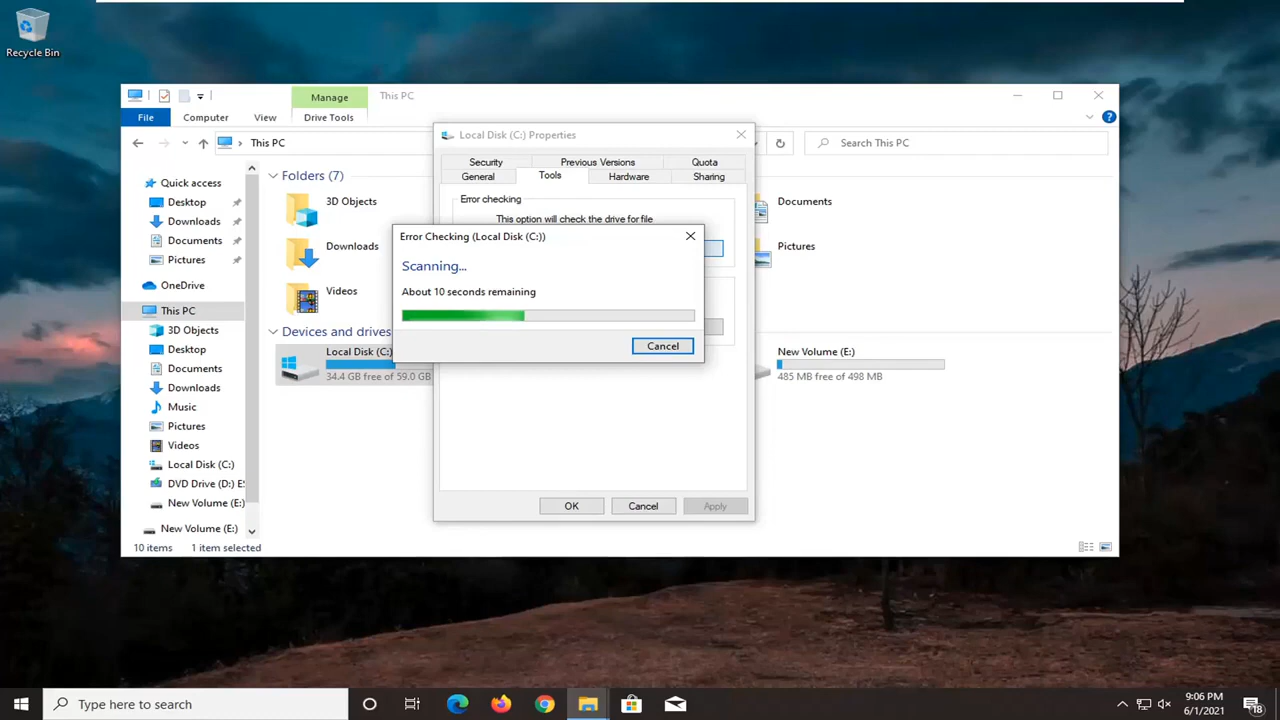 Recycle Bin
Manage
This PC
File
Computer
View
Drive Tools
This PC
Search This PC
Quick access
Desktop
Downloads
Documents
Pictures
OneDrive
This PC
3D Objects
Desktop
Documents
Downloads
Music
Pictures
Videos
Local Disk (C:)
DVD Drive (D:) ES
New Volume (E:)
New Volume (E:)
Folders (7)
3D Objects
Downloads
Videos
Documents
Pictures
Devices and drives
Local Disk (C:)
34.4 GB free of 59.0 GB
New Volume (E:)
485 MB free of 498 MB
Local Disk (C:) Properties
Security
Previous Versions
Quota
General
Tools
Hardware
Sharing
Error checking
This option will check the drive for file
Error Checking (Local Disk (C:))
Scanning...
About 10 seconds remaining
Cancel
OK
Cancel
Apply
10 items
1 item selected
Type here to search
9:06 PM
6/1/2021
18